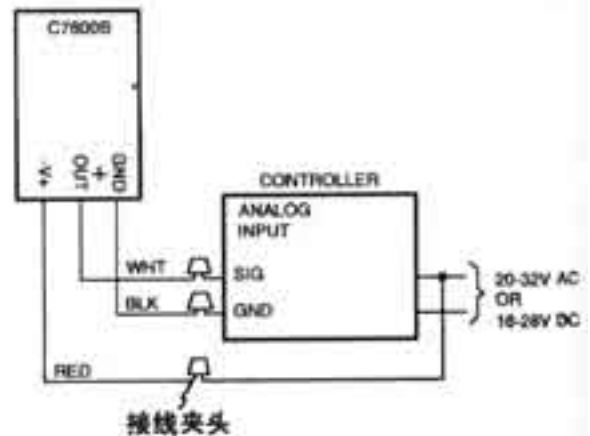 C7600B
V+
OUT
GND
CONTROLLER
ANALOG
INPUT
WHT
SIG
BLK
GND
20-32V AC
OR
16-28V DC
RED
接线夹头